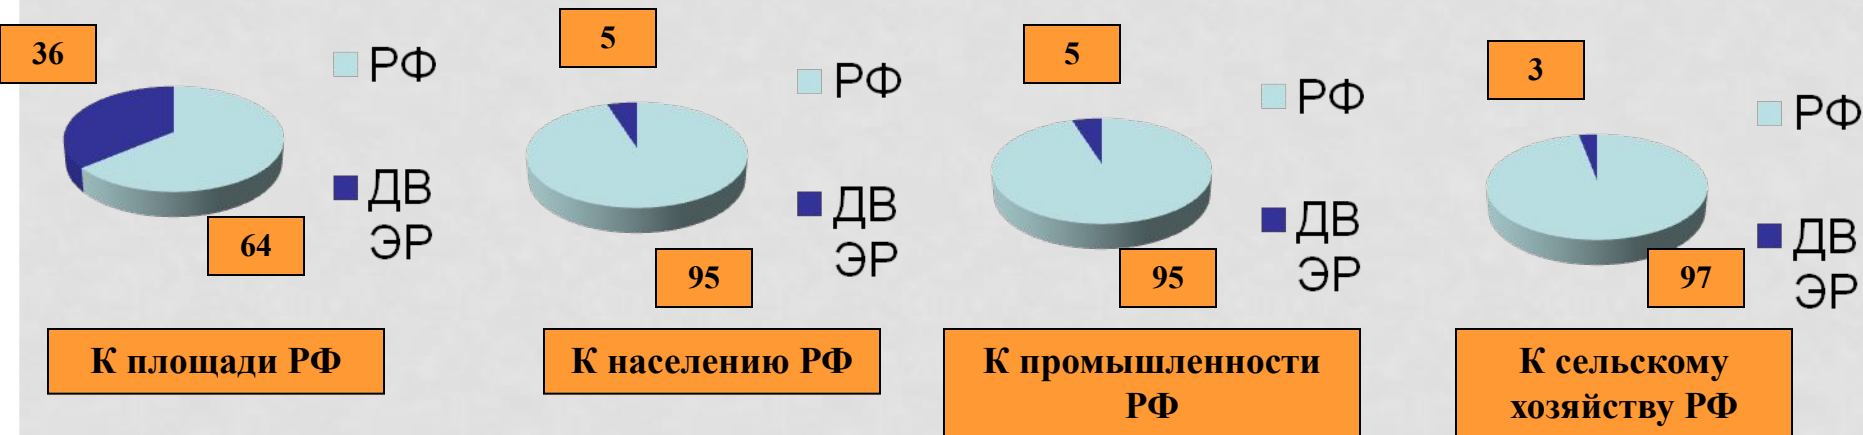 36
РФ
ДВ
ЭР
64
К площади РФ
5
РФ
ДВ
ЭР
95
К населению РФ
5
РФ
ДВ
ЭР
95
К промышленности
РФ
3
РФ
ДВ
ЭР
97
К сельскому
хозяйству РФ